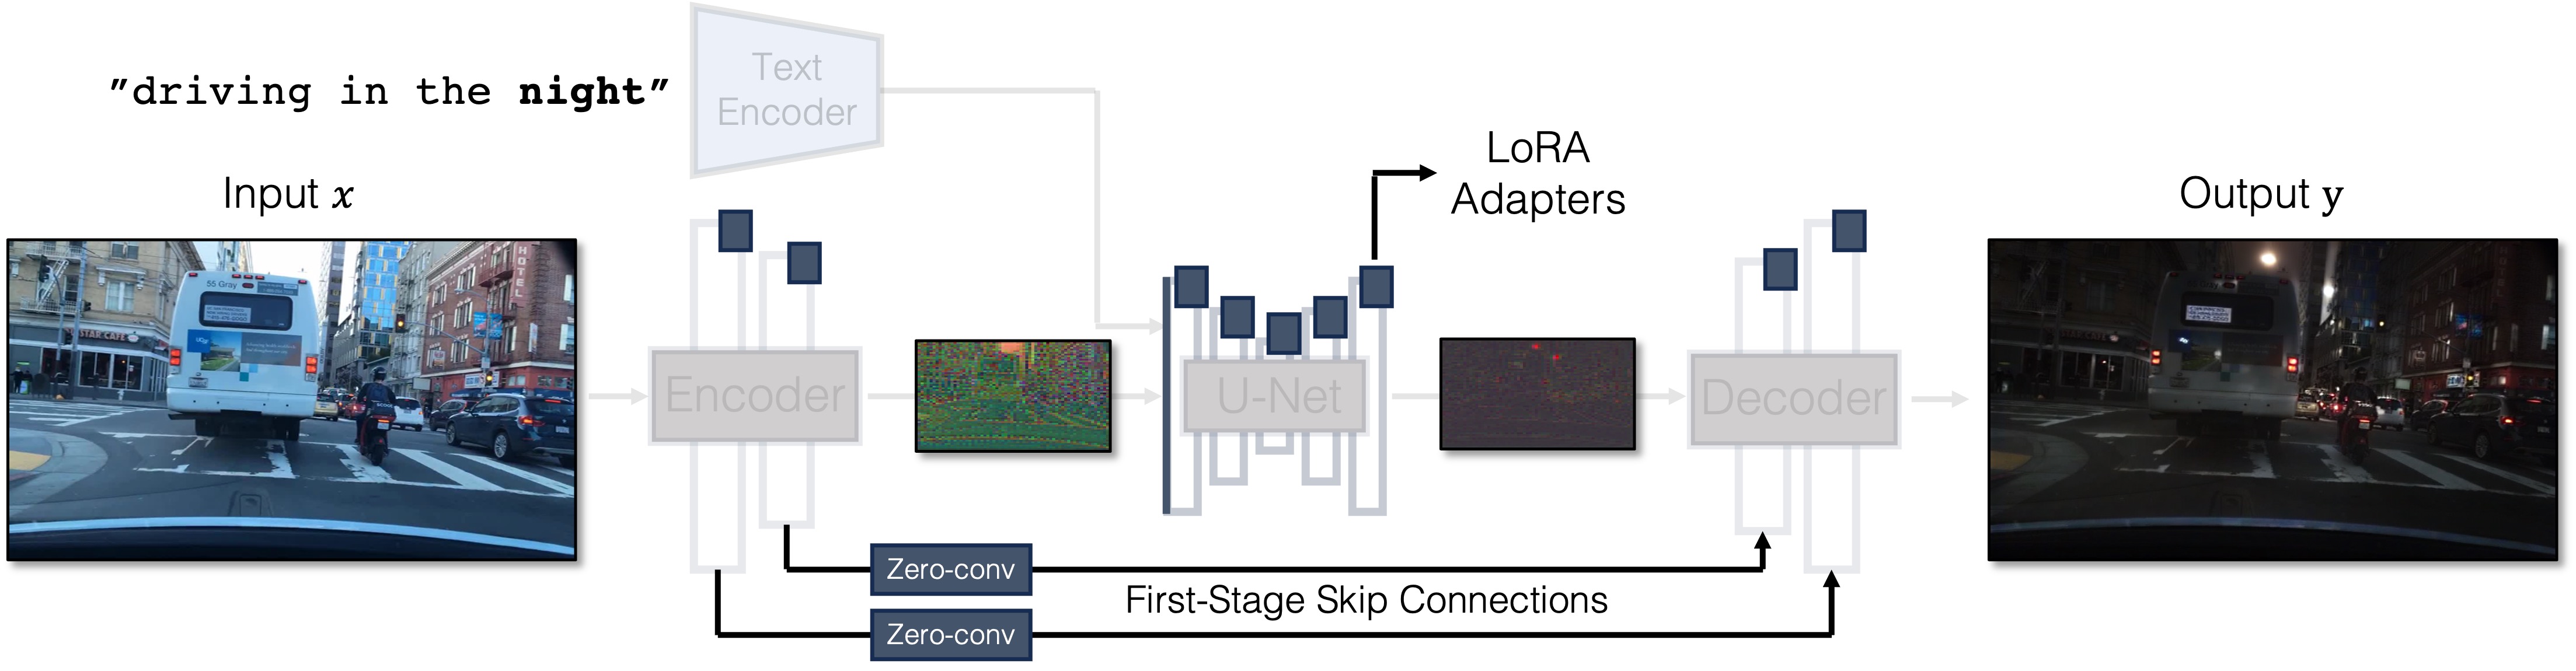 ”driving in the night”
Text
Encoder
Input x
LoRA
Adapters
Output y
55 Gray
HOTEL
STAR CAFE
Encoder
U-Net
Decoder
Gray
Zero-conv
First-Stage Skip Connections
Zero-conv